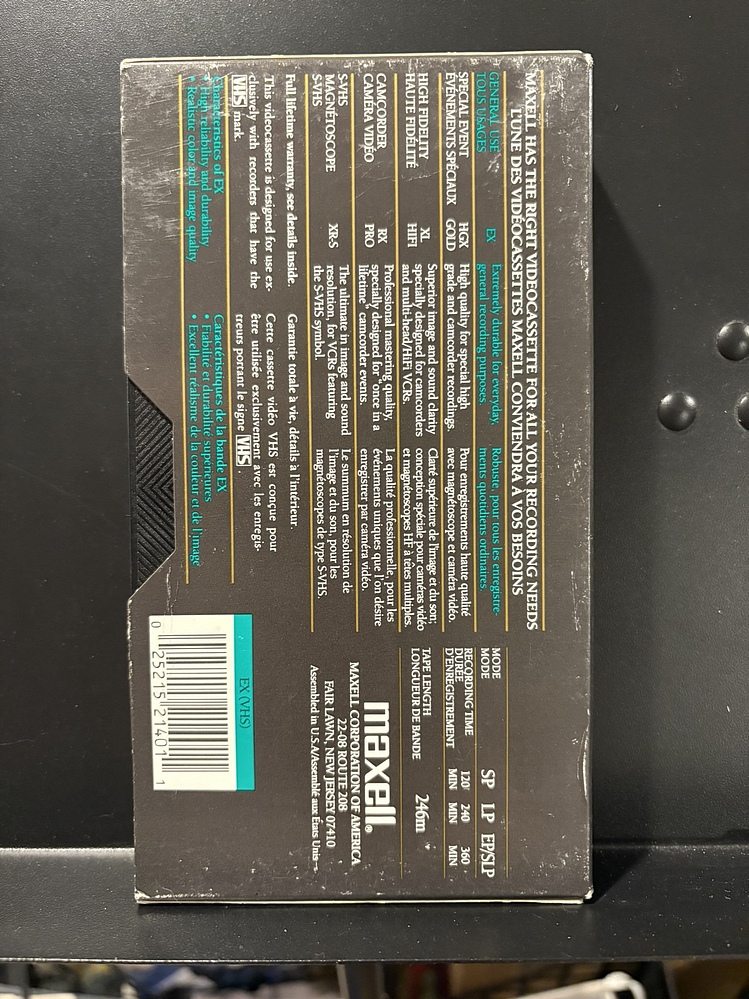 MAXELL HAS THE RIGHT VIDEOCASSETTE FOR ALL YOUR RECORDING NEEDS
L'UNE DES VIDÉOCASSETTES MAXELL CONVIENDRA À VOS BESOINS
GENERAL USE
TOUS USAGES
EX
Extremely durable for everyday,
general recording purposes.
Robuste, pour tous les enregistre-
ments quotidiens ordinaires
SPECIAL EVENT
ÉVÉNEMENTS SPÉCIAUX
HGX
GOLD
High quality for special high
grade and camcorder recordings.
Pour enregistrements haute qualité
avec magnétoscope et caméra vidéo.
HIGH FIDELITY
HAUTE FIDÉLITÉ
XL
HIFI
Superior image and sound clarity
specially designed for camcorders
and multi-head/HiFi VCRs.
Clarté supérieure de l'image et du son;
conception spéciale pour caméras vidéo
et magnétoscopes HF à têtes multiples.
CAMCORDER
CAMÉRA VIDÉO
RX
PRO
Professional mastering quality,
specially designed for "once in a
lifetime" camcorder events.
La qualité professionnelle, pour les
événements uniques que l'on désire
enregistrer par caméra vidéo.
S-VHS
MAGNÉTOSCOPE
S-VHS
XR-S
The ultimate in image and sound
resolution, for VCRs featuring
the S-VHS symbol.
Le summum en résolution de
l'image et du son, pour les
magnétoscopes de type S-VHS.
Full lifetime warranty, see details inside.
This videocassette is designed for use ex-
clusively with recorders that have the
VHS mark.
Garantie totale à vie, détails à l'intérieur.
Cette cassette vidéo VHS est conçue pour
être utilisée exclusivement avec les enregis-
treurs portant le signe VHS.
Characteristics of EX
• High reliability and durability
• Realistic color and image quality
Caractéristiques de la bande EX
• Fiabilité et durabilité supérieures
• Excellent réalisme de la couleur et de l'image
MODE
MODE
SP LP EP/SLP
RECORDING TIME
DURÉE
D'ENREGISTREMENT
120 240 360
MIN MIN MIN
TAPE LENGTH
LONGUEUR DE BANDE
246m
maxell®
MAXELL CORPORATION OF AMERICA
22-08 ROUTE 208
FAIR LAWN, NEW JERSEY 07410
Assembled in U.S.A/Assemblé aux États Unis
EX (VHS)
0 25215 21401 1